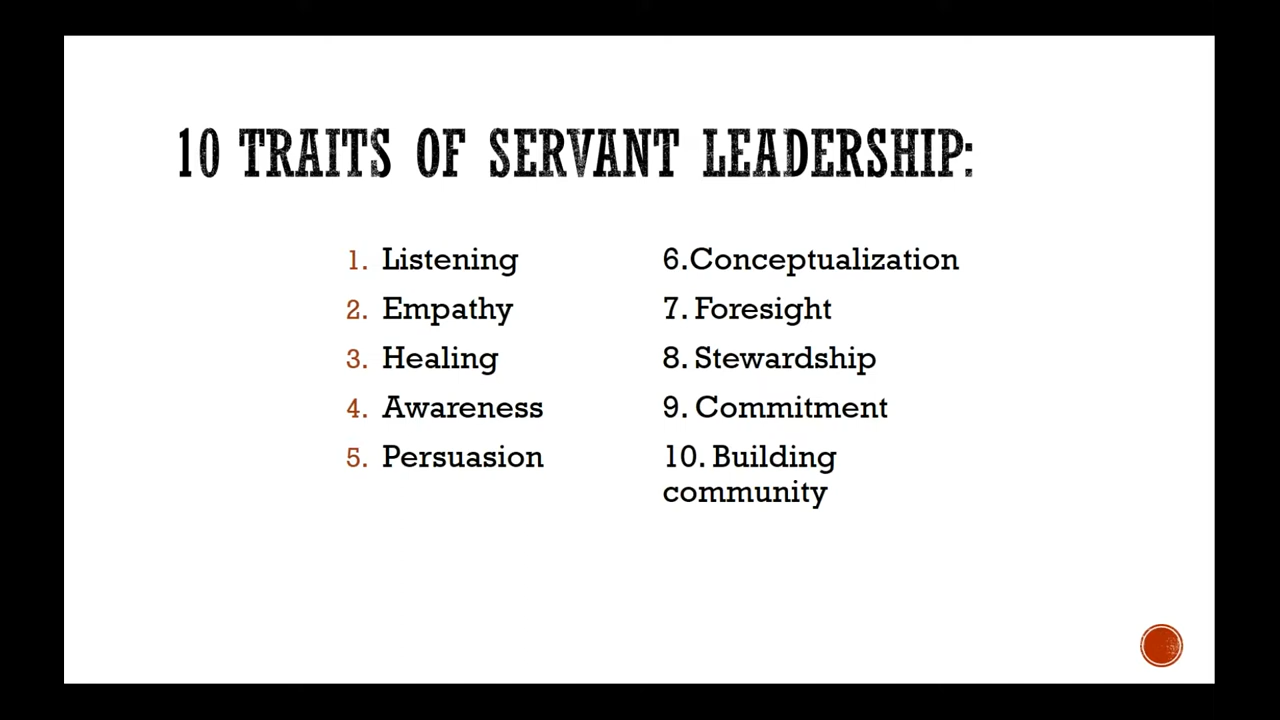 10 TRAITS OF SERVANT LEADERSHIP:
1. Listening
2. Empathy
3. Healing
4. Awareness
5. Persuasion
6.Conceptualization
7. Foresight
8. Stewardship
9. Commitment
10. Building
community